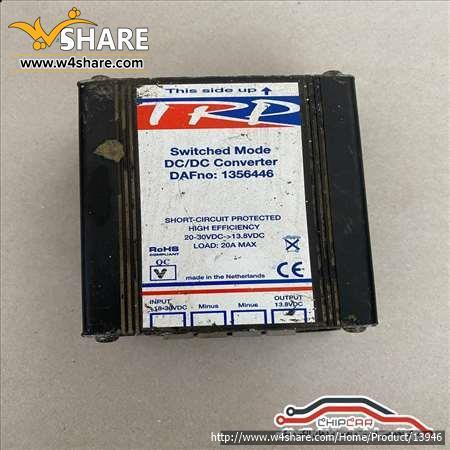 W SHARE
www.w4share.com
This side up
TRP
Switched Mode
DC/DC Converter
DAFno: 1356446
SHORT-CIRCUIT PROTECTED
HIGH EFFICIENCY
20-30VDC->13.8VDC
LOAD: 20A MAX
RoHS
COMPLIANT
QC
V
CE
made in the Netherlands
INPUT Minus Minus OUTPUT
13.8VDC
CHIPCAR
http://www.w4share.com/Home/Product/13946